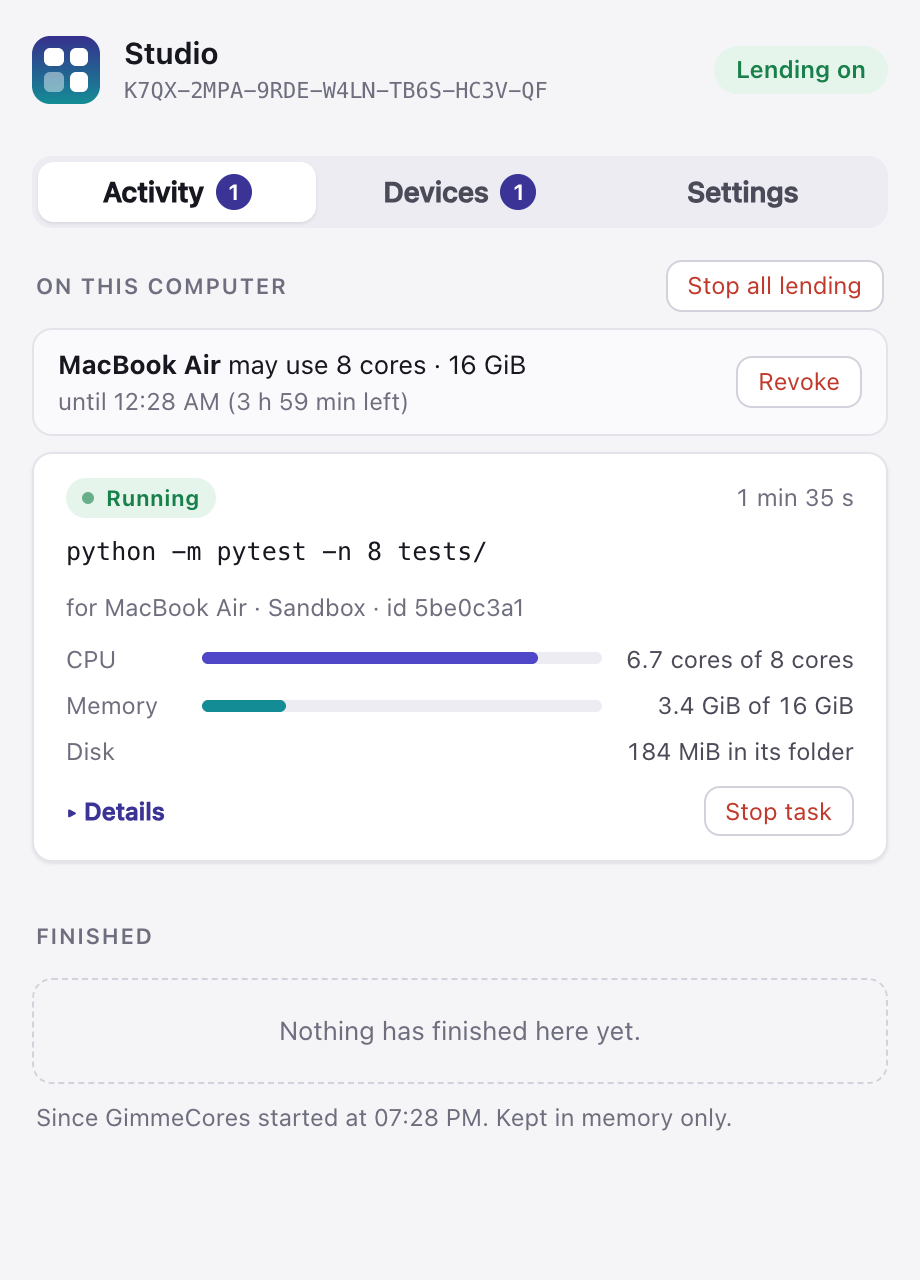 Studio
K7QX–2MPA–9RDE–W4LN–TB6S–HC3V–QF
Lending on
Activity 1
Devices 1
Settings
ON THIS COMPUTER
Stop all lending
MacBook Air may use 8 cores · 16 GiB
until 12:28 AM (3 h 59 min left)
Revoke
Running
1 min 35 s
python –m pytest –n 8 tests/
for MacBook Air · Sandbox · id 5be0c3a1
CPU 6.7 cores of 8 cores
Memory 3.4 GiB of 16 GiB
Disk 184 MiB in its folder
▸ Details
Stop task
FINISHED
Nothing has finished here yet.
Since GimmeCores started at 07:28 PM. Kept in memory only.